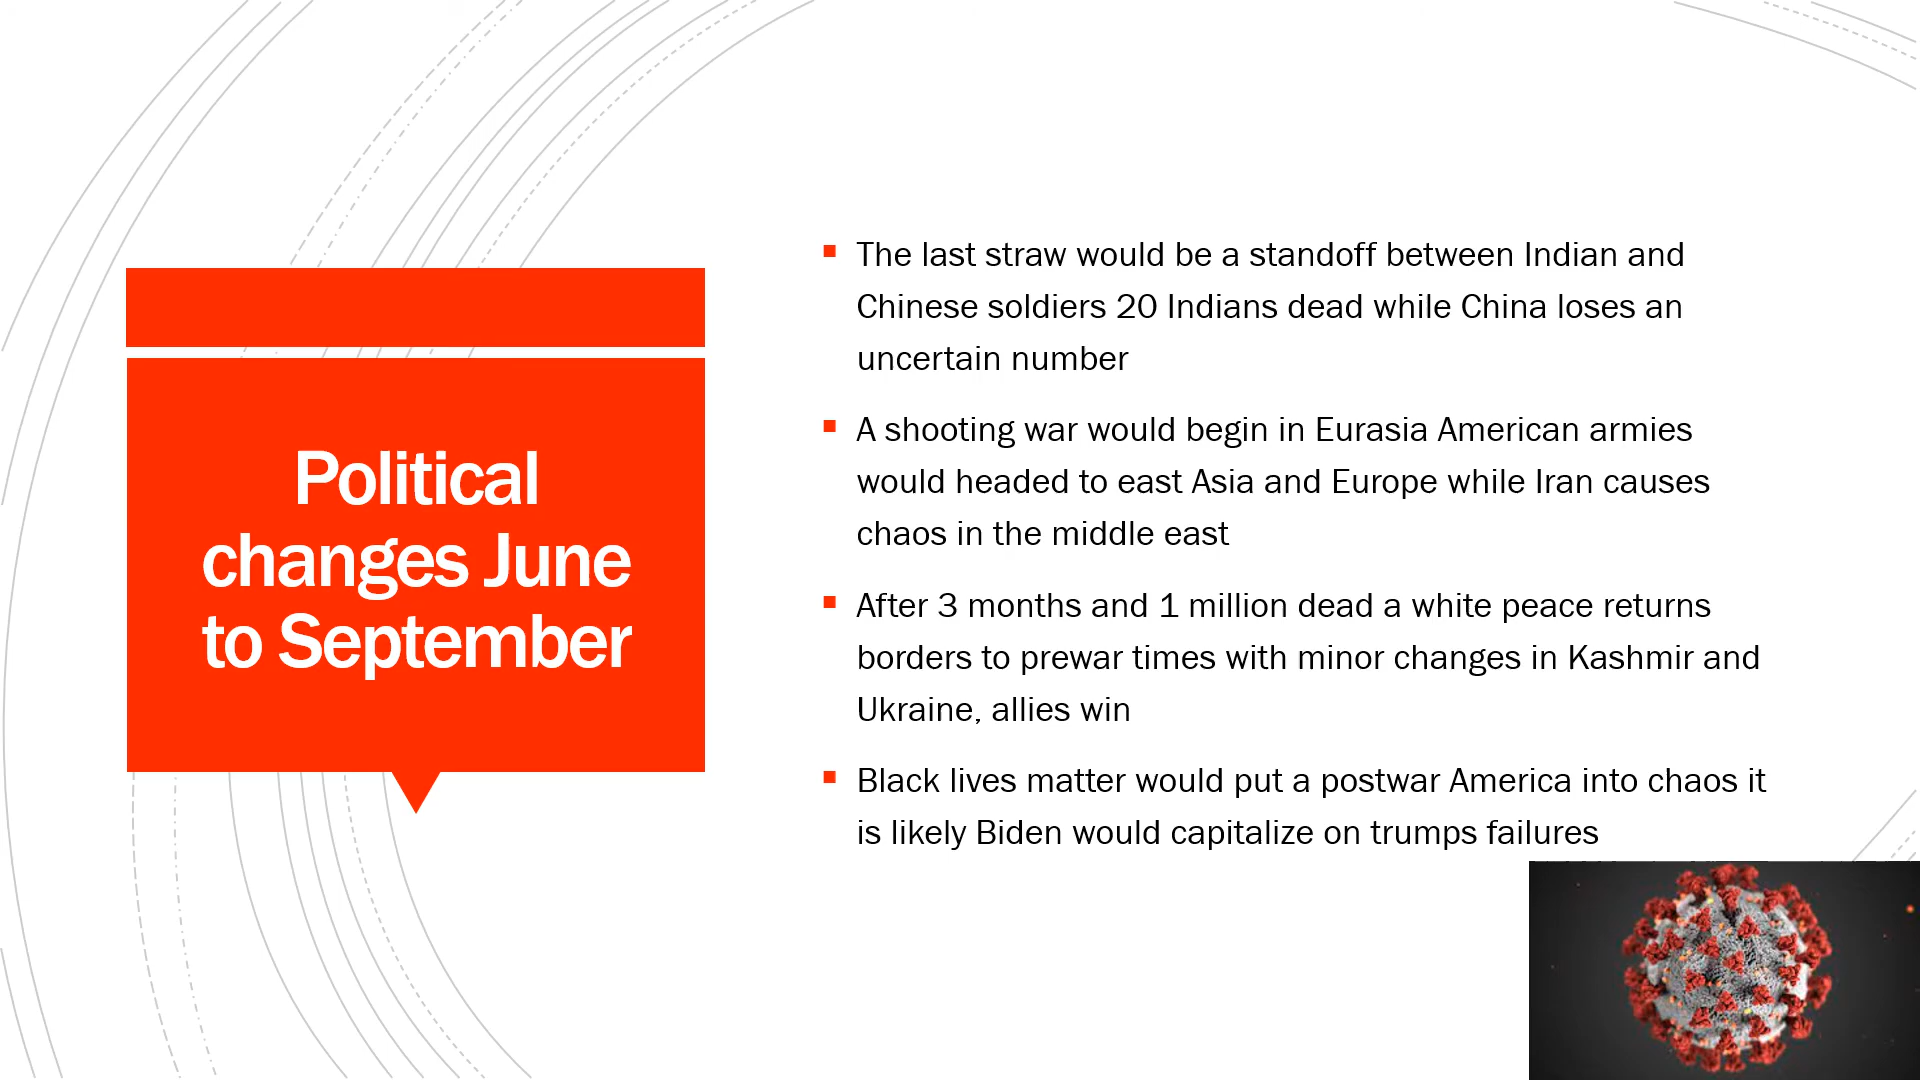 Political
changes June
to September
The last straw would be a standoff between Indian and
Chinese soldiers 20 Indians dead while China loses an
uncertain number
A shooting war would begin in Eurasia American armies
would headed to east Asia and Europe while Iran causes
chaos in the middle east
After 3 months and 1 million dead a white peace returns
borders to prewar times with minor changes in Kashmir and
Ukraine, allies win
Black lives matter would put a postwar America into chaos it
is likely Biden would capitalize on trumps failures